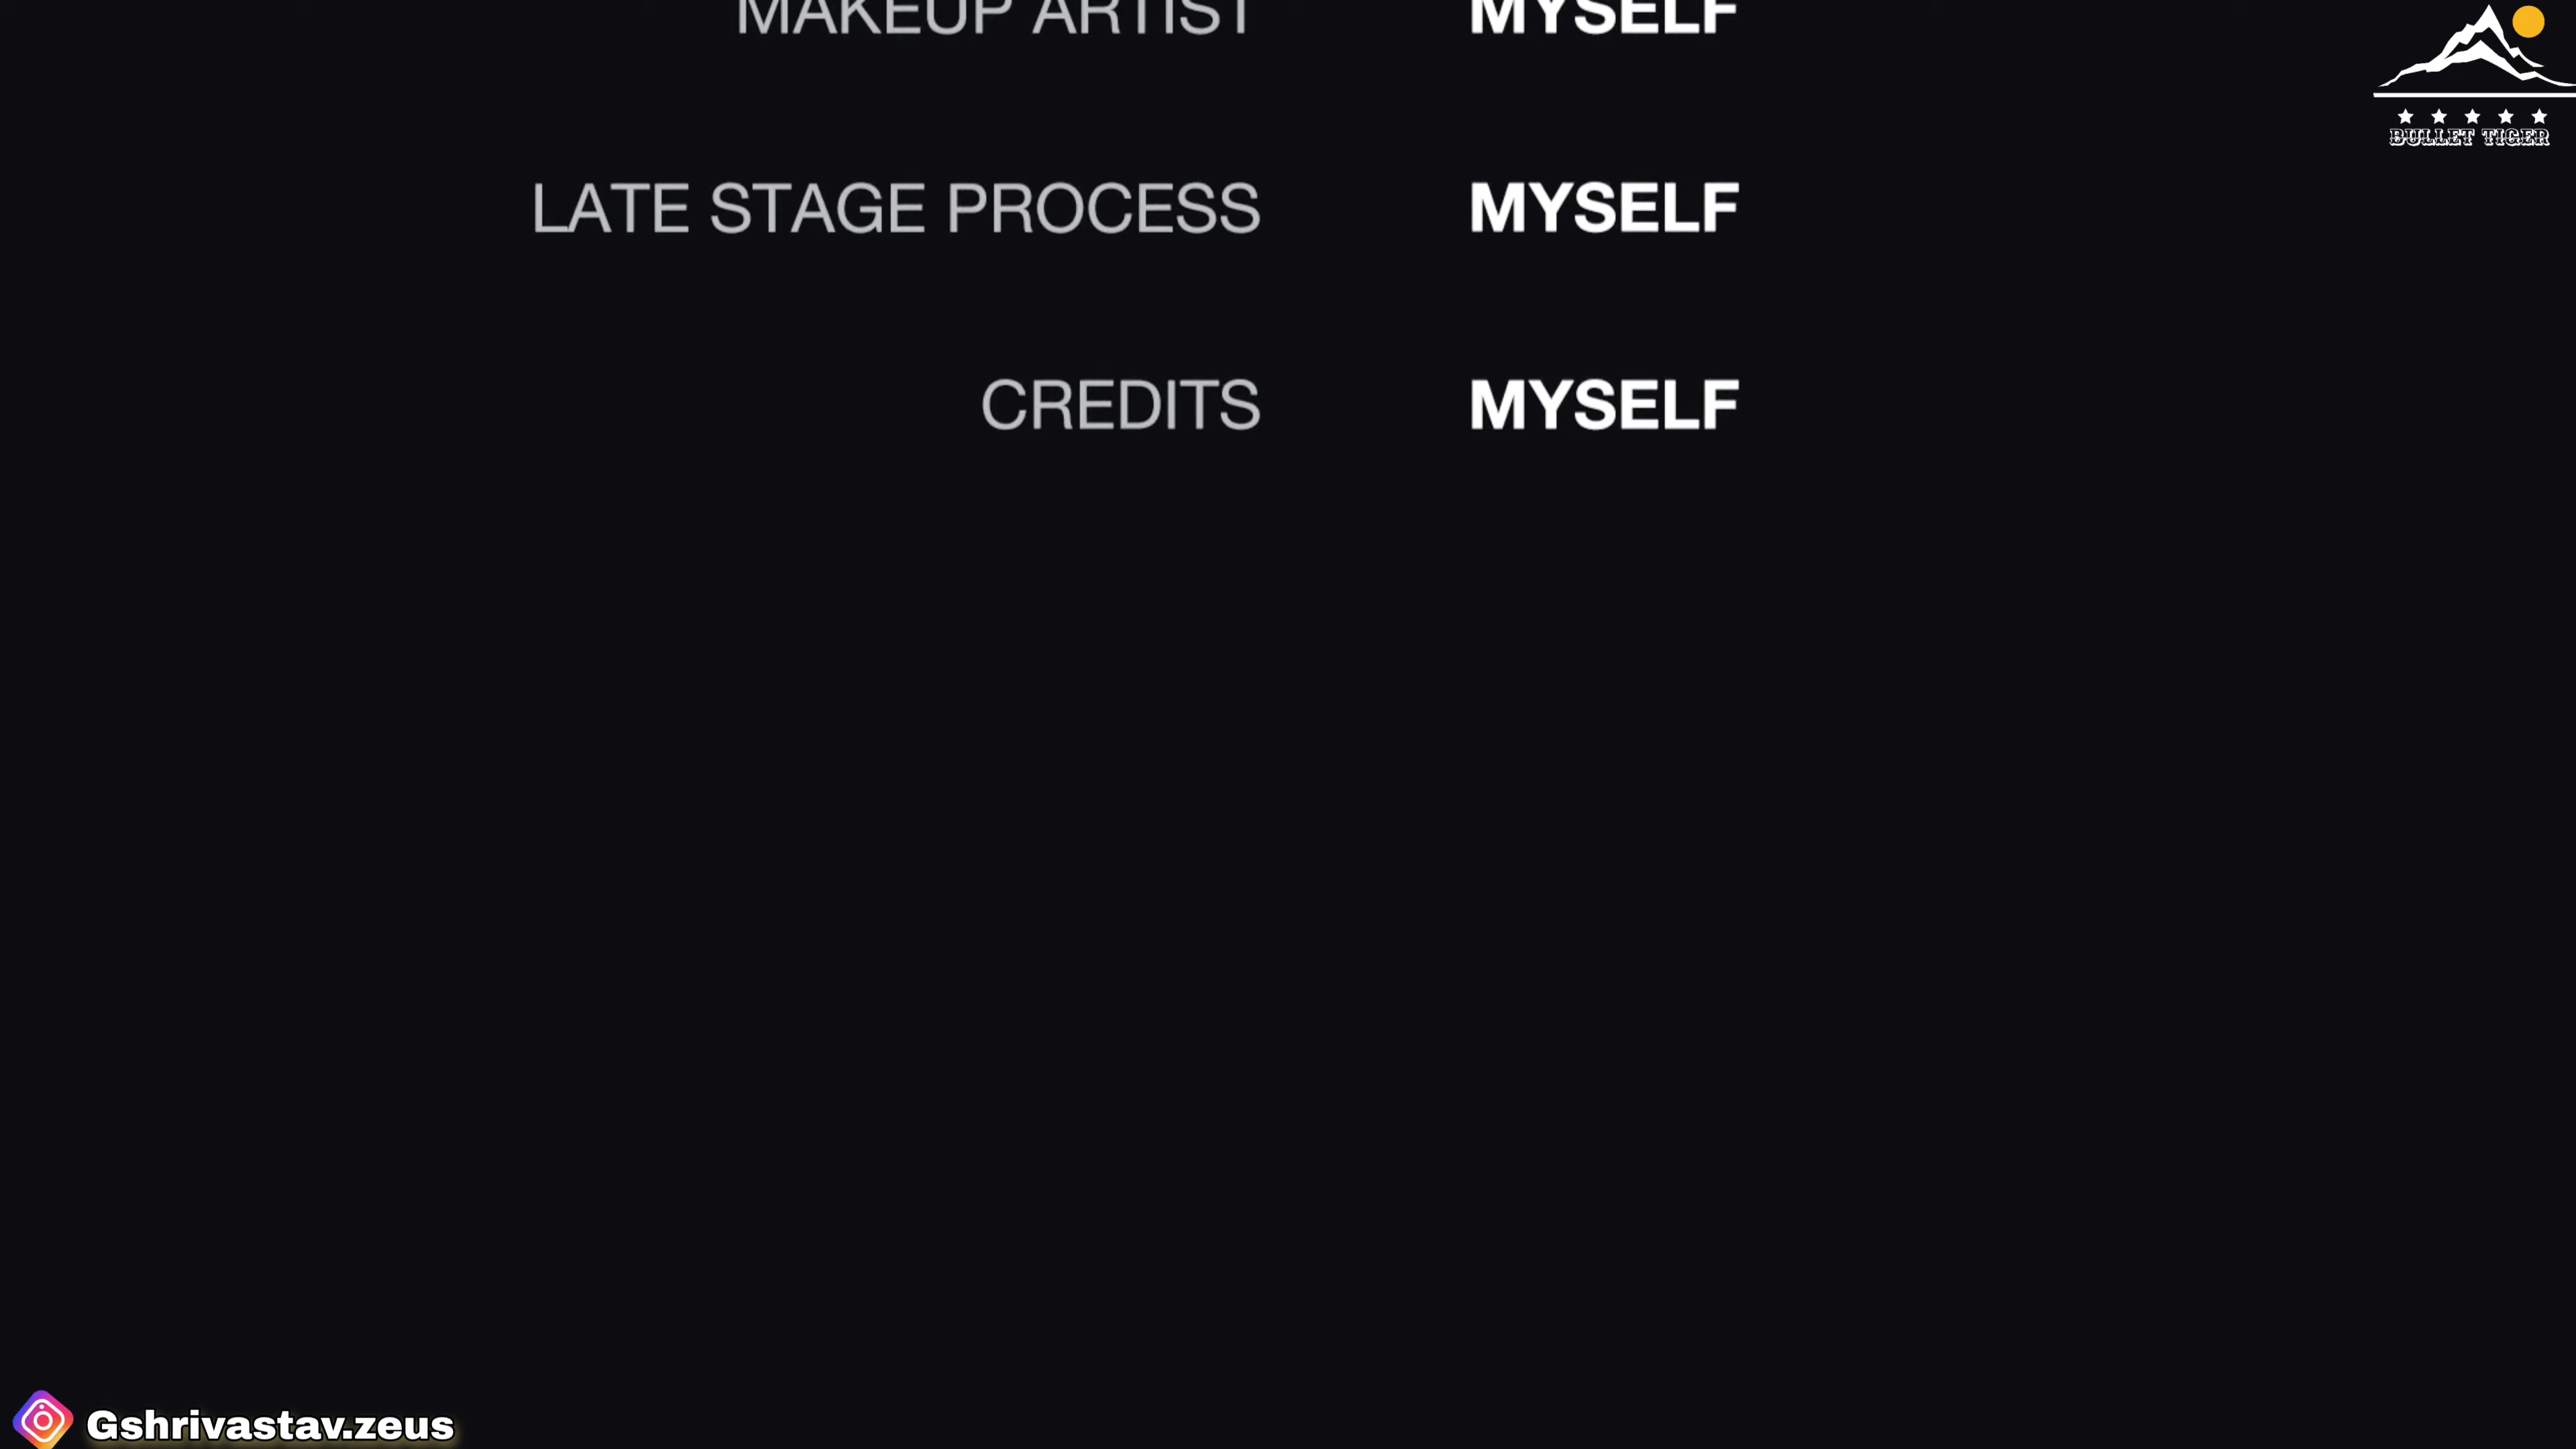 MAKEUP ARTIST MYSELF
BULLET TIGER
LATE STAGE PROCESS MYSELF
CREDITS MYSELF
Gshrivastav.zeus